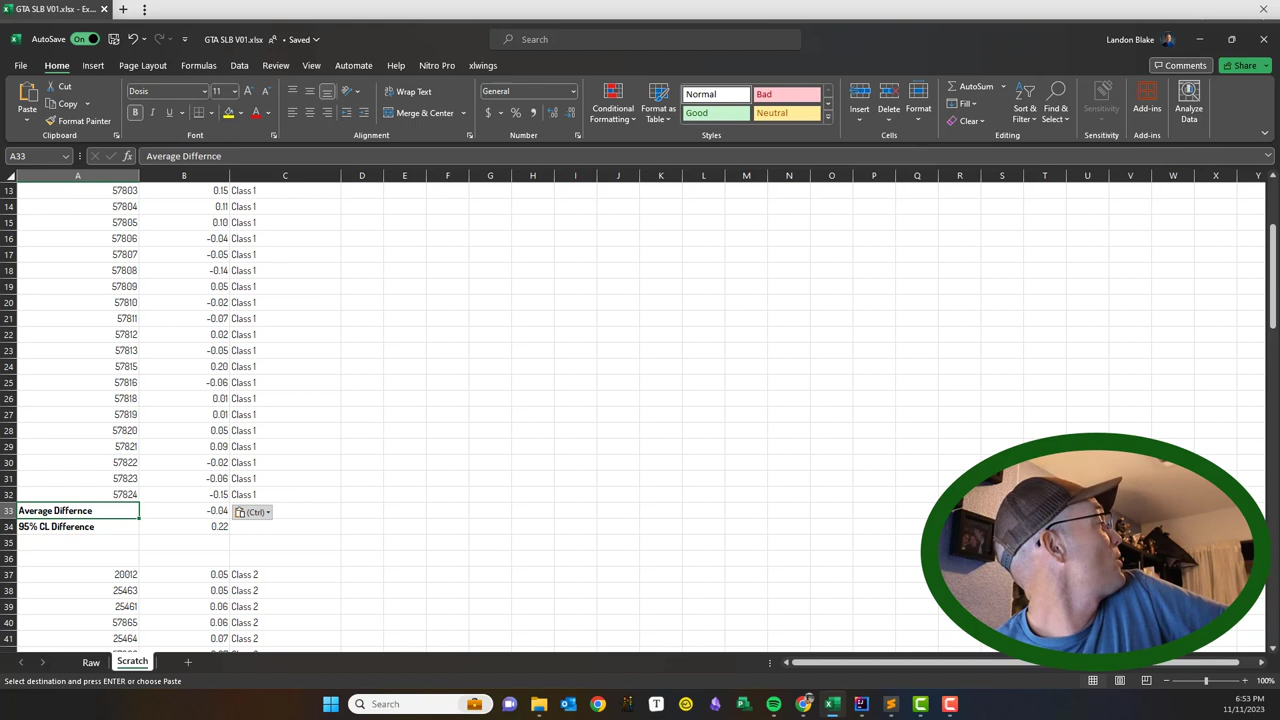 GTA SLB V01.xlsx - Ex...
AutoSave On GTA SLB V01.xlsx • Saved Search Landon Blake
File Home Insert Page Layout Formulas Data Review View Automate Help Nitro Pro xlwings Comments Share
Paste Cut Copy Format Painter Clipboard
Dosis 11 B I U Font
Wrap Text Merge & Center Alignment
General $ % Number
Conditional Formatting Format as Table Normal Bad Good Neutral Styles
Insert Delete Format Cells
AutoSum Fill Clear Sort & Filter Find & Select Editing
Sensitivity Sensitivity
Add-ins Add-ins
Analyze Data
A33 fx Average Differnce
A B C D E F G H I J K L M N O P Q R S T U V W X Y
13 57803 0.15 Class 1
14 57804 0.11 Class 1
15 57805 0.10 Class 1
16 57806 -0.04 Class 1
17 57807 -0.05 Class 1
18 57808 -0.14 Class 1
19 57809 0.05 Class 1
20 57810 -0.02 Class 1
21 57811 -0.07 Class 1
22 57812 0.02 Class 1
23 57813 -0.05 Class 1
24 57815 0.20 Class 1
25 57816 -0.06 Class 1
26 57818 0.01 Class 1
27 57819 0.01 Class 1
28 57820 0.05 Class 1
29 57821 0.09 Class 1
30 57822 -0.02 Class 1
31 57823 -0.06 Class 1
32 57824 -0.15 Class 1
33 Average Differnce -0.04 (Ctrl)
34 95% CL Difference 0.22
35
36
37 20012 0.05 Class 2
38 25463 0.05 Class 2
39 25461 0.06 Class 2
40 57865 0.06 Class 2
41 25464 0.07 Class 2
Raw Scratch
Select destination and press ENTER or choose Paste 100%
Search T 6:53 PM
11/11/2023